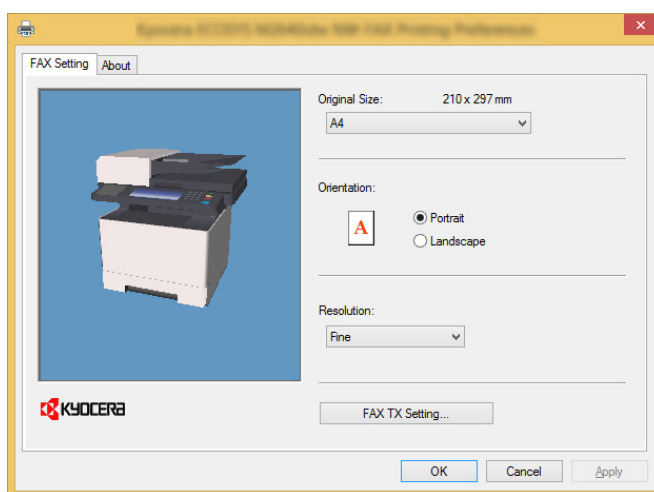 FAX Setting About
Original Size: 210 x 297 mm
A4
Orientation:
A
Portrait
Landscape
Resolution:
Fine
KYOCERA
FAX TX Setting...
OK Cancel Apply